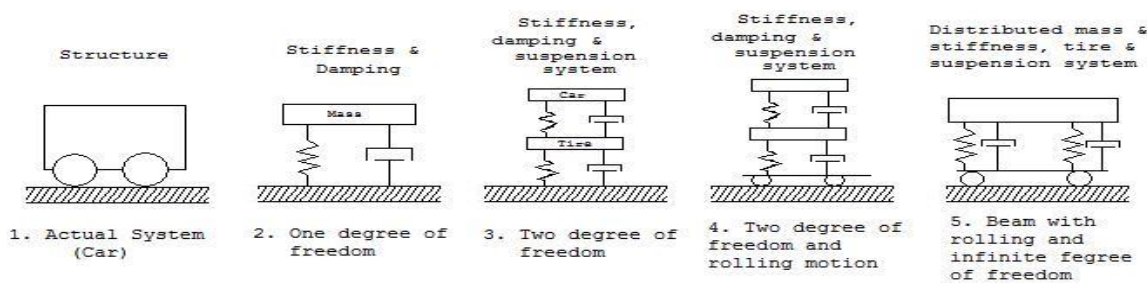 Structure
Stiffness &
Damping
Stiffness,
damping &
suspension
system
Stiffness,
damping &
suspension
system
Distributed mass &
stiffness, tire &
suspension system
Mass
Car
Tire
1. Actual System
(Car)
2. One degree of
freedom
3. Two degree of
freedom
4. Two degree of
freedom and
rolling motion
5. Beam with
rolling and
infinite fegree
of freedom